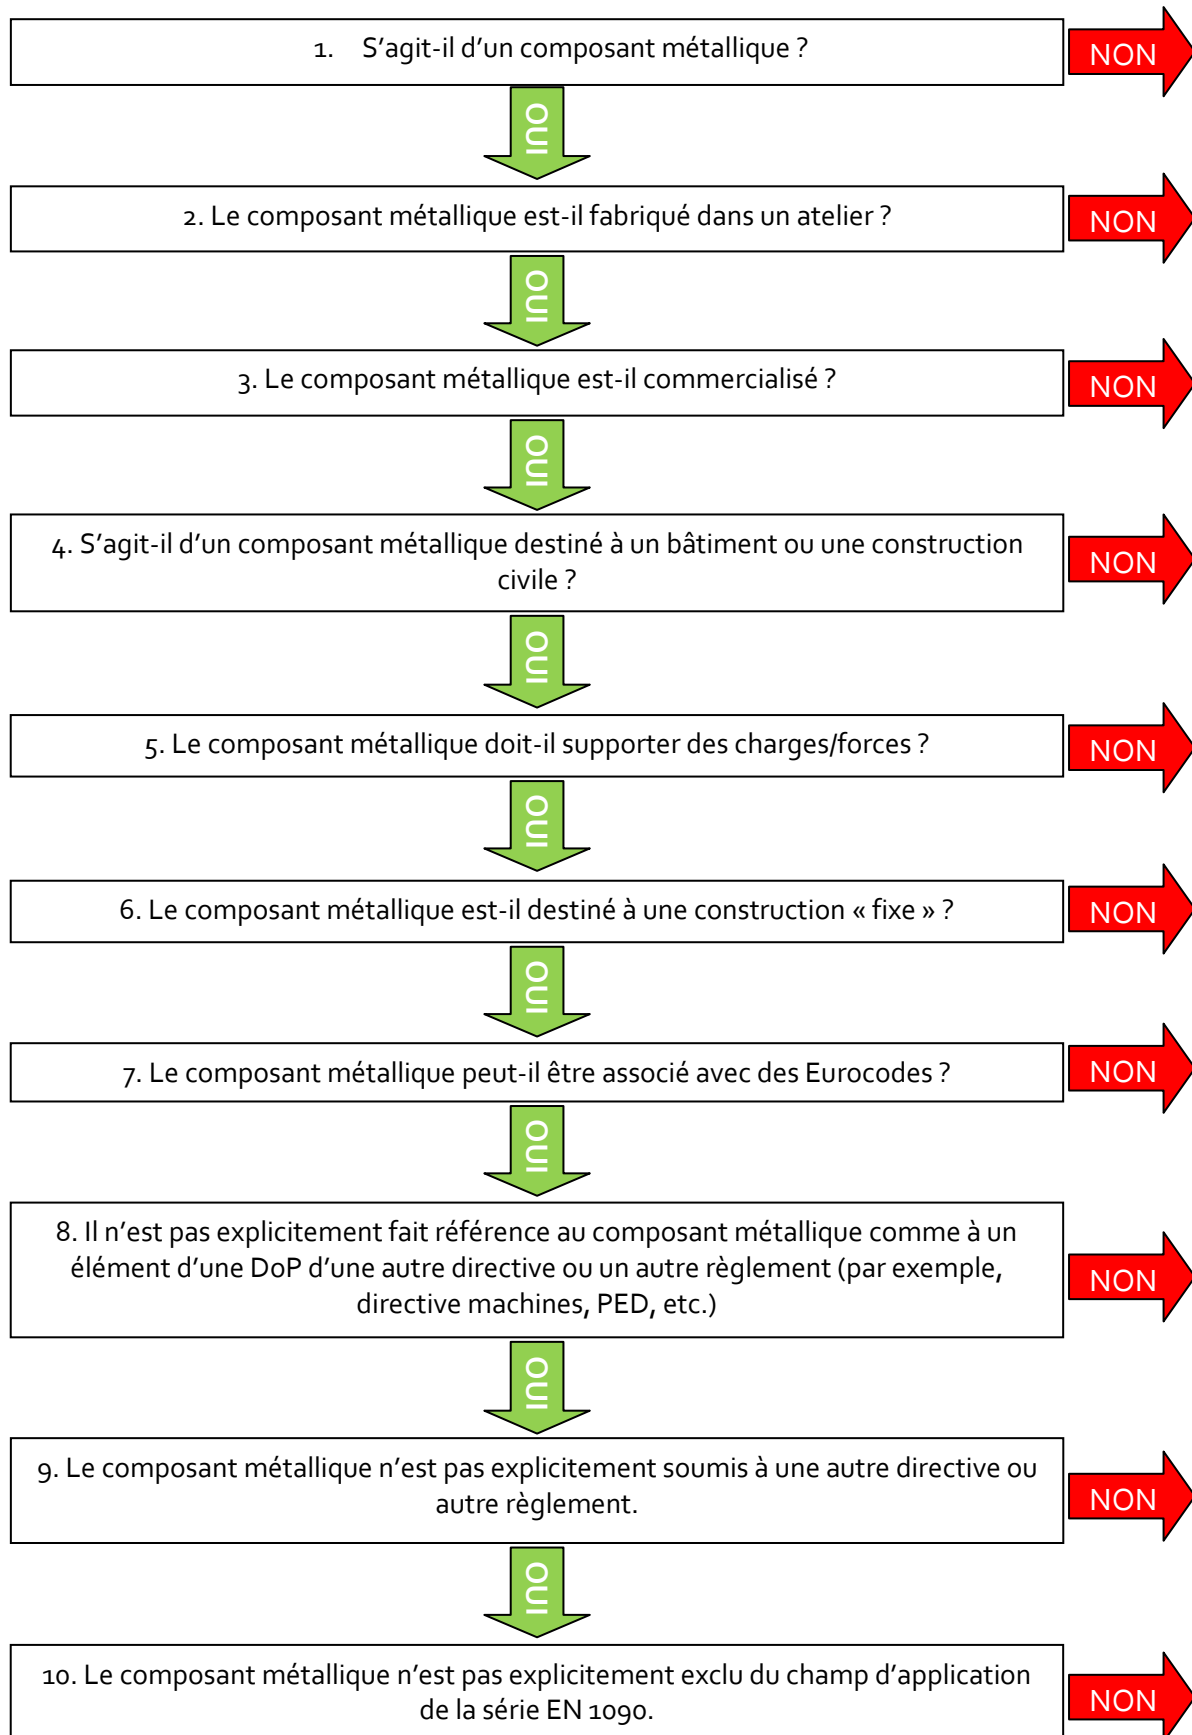 1. S’agit-il d’un composant métallique ?
NON
OUI
2. Le composant métallique est-il fabriqué dans un atelier ?
NON
OUI
3. Le composant métallique est-il commercialisé ?
NON
OUI
4. S’agit-il d’un composant métallique destiné à un bâtiment ou une construction
civile ?
NON
OUI
5. Le composant métallique doit-il supporter des charges/forces ?
NON
OUI
6. Le composant métallique est-il destiné à une construction « fixe » ?
NON
OUI
7. Le composant métallique peut-il être associé avec des Eurocodes ?
NON
OUI
8. Il n’est pas explicitement fait référence au composant métallique comme à un
élément d’une DoP d’une autre directive ou un autre règlement (par exemple,
directive machines, PED, etc.)
NON
OUI
9. Le composant métallique n’est pas explicitement soumis à une autre directive ou
autre règlement.
NON
OUI
10. Le composant métallique n’est pas explicitement exclu du champ d’application
de la série EN 1090.
NON